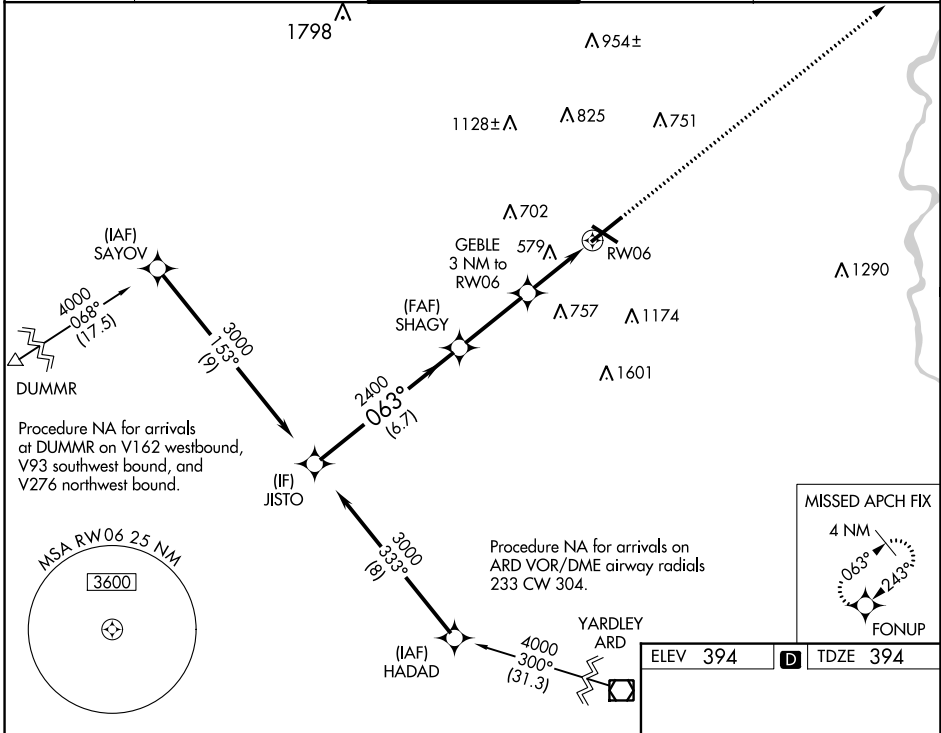 1798
954±
1128±
825
751
702
(IAF)
SAYOV
GEBLE
3 NM to
RW06
579
RW06
1290
4000
068°
(17.5)
3000
153°
(9)
(FAF)
SHAGY
757
1174
DUMMR
2400
063°
(6.7)
1601
Procedure NA for arrivals
at DUMMR on V162 westbound,
V93 southwest bound, and
V276 northwest bound.
(IF)
JISTO
MISSED APCH FIX
4 NM
063°
243°
FONUP
MSA RW06 25 NM
3600
3000
333°
(8)
Procedure NA for arrivals on
ARD VOR/DME airway radials
233 CW 304.
(IAF)
HADAD
4000
300°
(31.3)
YARDLEY
ARD
ELEV 394 D TDZE 394